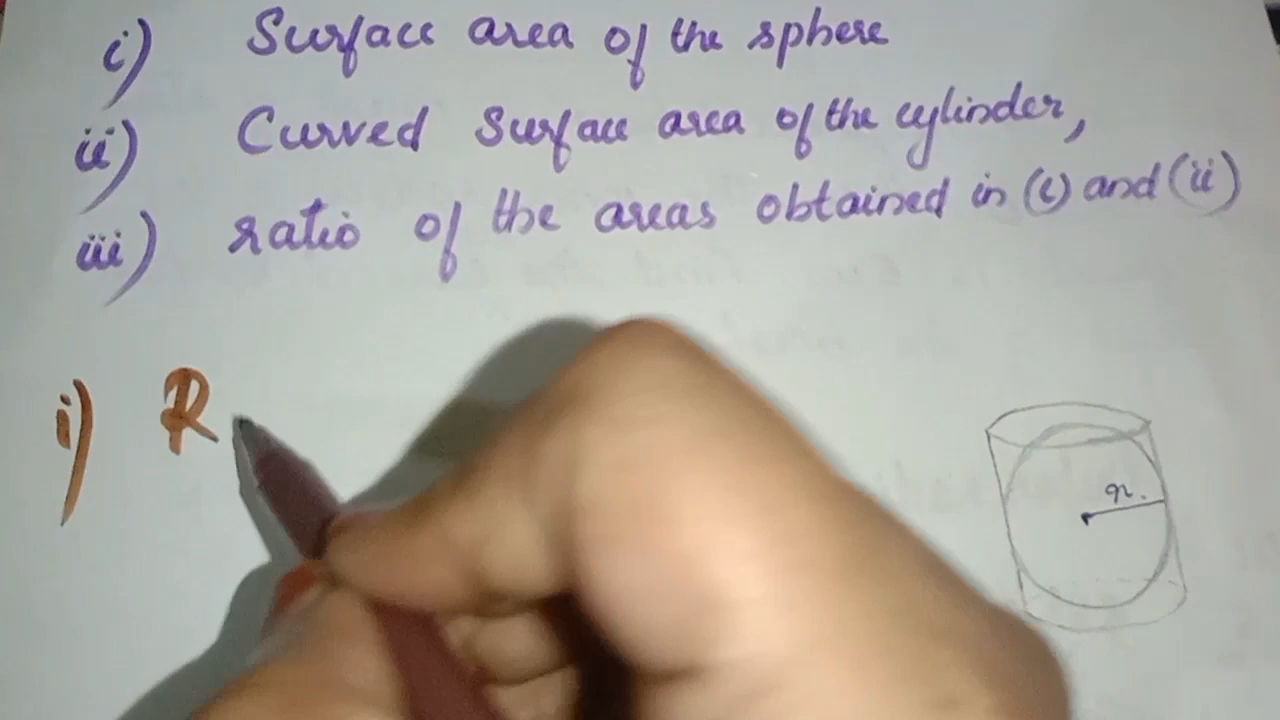 i) Surface area of the sphere
ii) Curved Surface area of the cylinder,
iii) ratio of the areas obtained in (i) and (ii)
i) R
r.